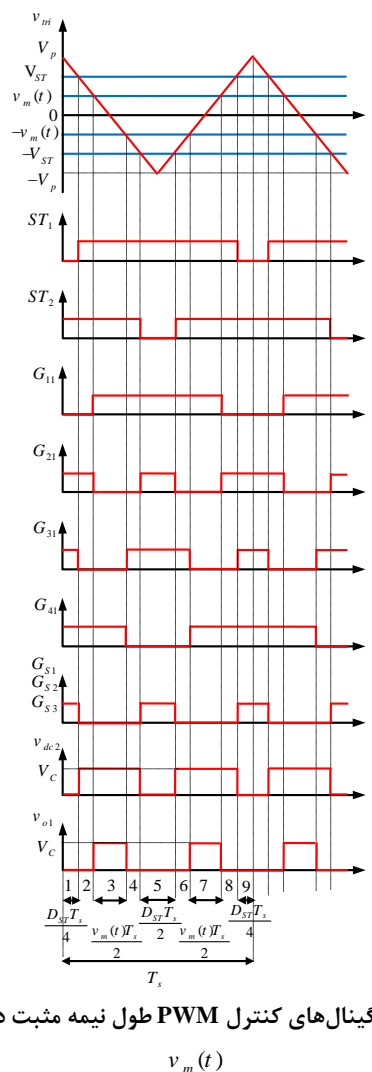 v_tri
V_p
V_ST
v_m(t)
0
−v_m(t)
−V_ST
−V_p
ST_1
ST_2
G_11
G_21
G_31
G_41
G_S1
G_S2
G_S3
v_dc2
V_C
v_o1
V_C
1 2 3 4 5 6 7 8 9
D_ST T_s / 4
v_m(t)T_s / 2
D_ST T_s / 2
v_m(t)T_s / 2
D_ST T_s / 4
T_s
گینال‌های کنترل PWM طول نیمه مثبت د
v_m(t)